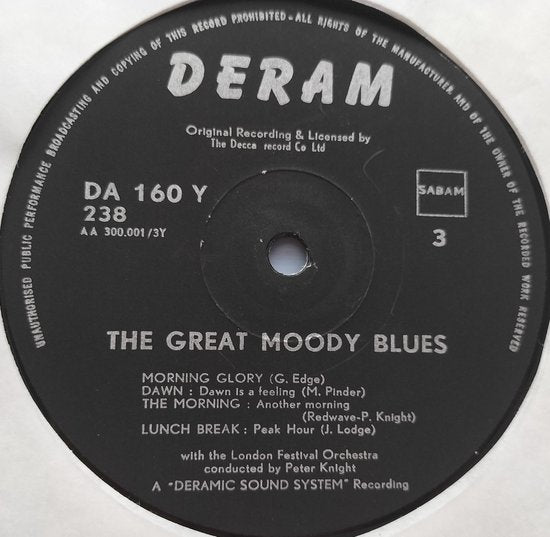 UNAUTHORISED PUBLIC PERFORMANCE BROADCASTING AND COPYING OF THIS RECORD PROHIBITED - ALL RIGHTS OF THE MANUFACTURER AND OF THE OWNER OF THE RECORDED WORK RESERVED
DERAM
Original Recording & Licensed by
The Decca record Co Ltd
DA 160 Y
238
AA 300.001/3Y
SABAM
3
THE GREAT MOODY BLUES
MORNING GLORY (G. Edge)
DAWN : Dawn is a feeling (M. Pinder)
THE MORNING : Another morning
(Redwave-P. Knight)
LUNCH BREAK : Peak Hour (J. Lodge)
with the London Festival Orchestra
conducted by Peter Knight
A "DERAMIC SOUND SYSTEM" Recording